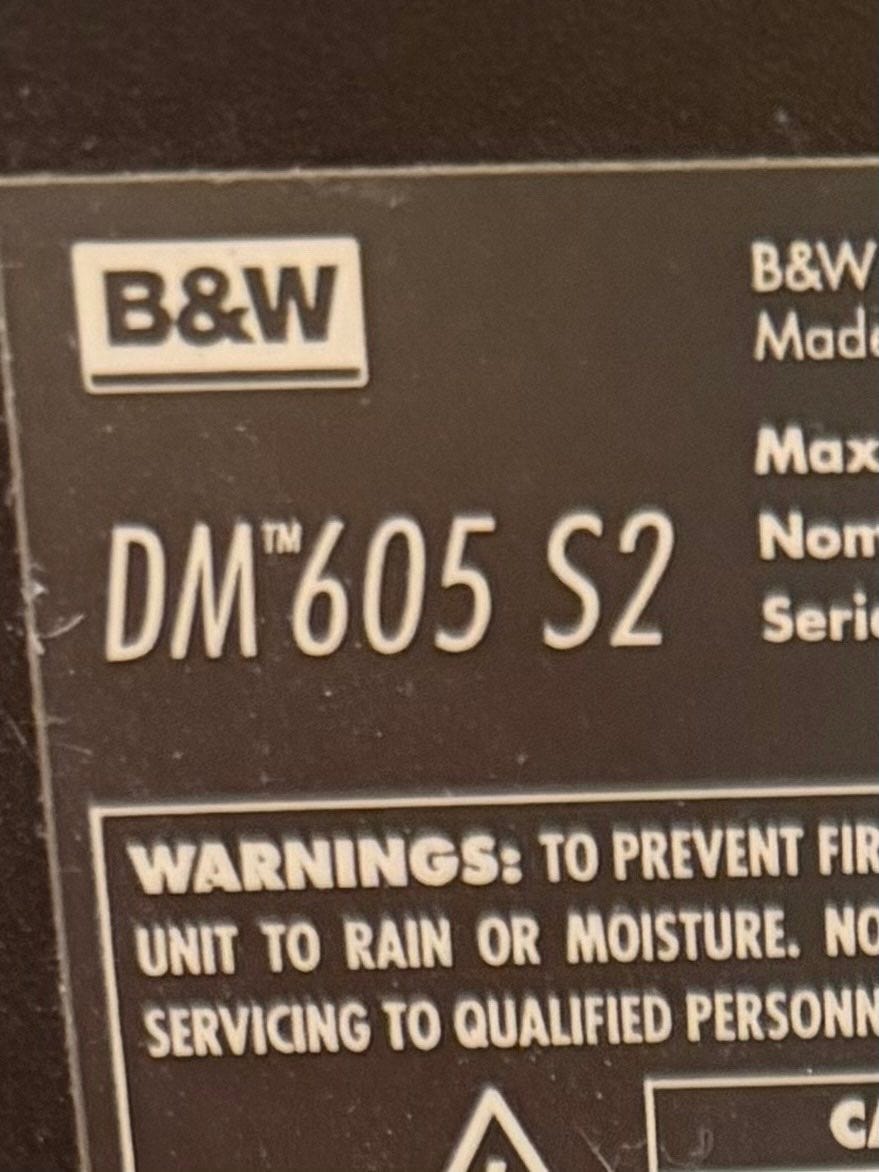 B&W
B&W
Made
Max
Nom
Seri
DM™605 S2
WARNINGS: TO PREVENT FIR
UNIT TO RAIN OR MOISTURE. NO
SERVICING TO QUALIFIED PERSONN
CA